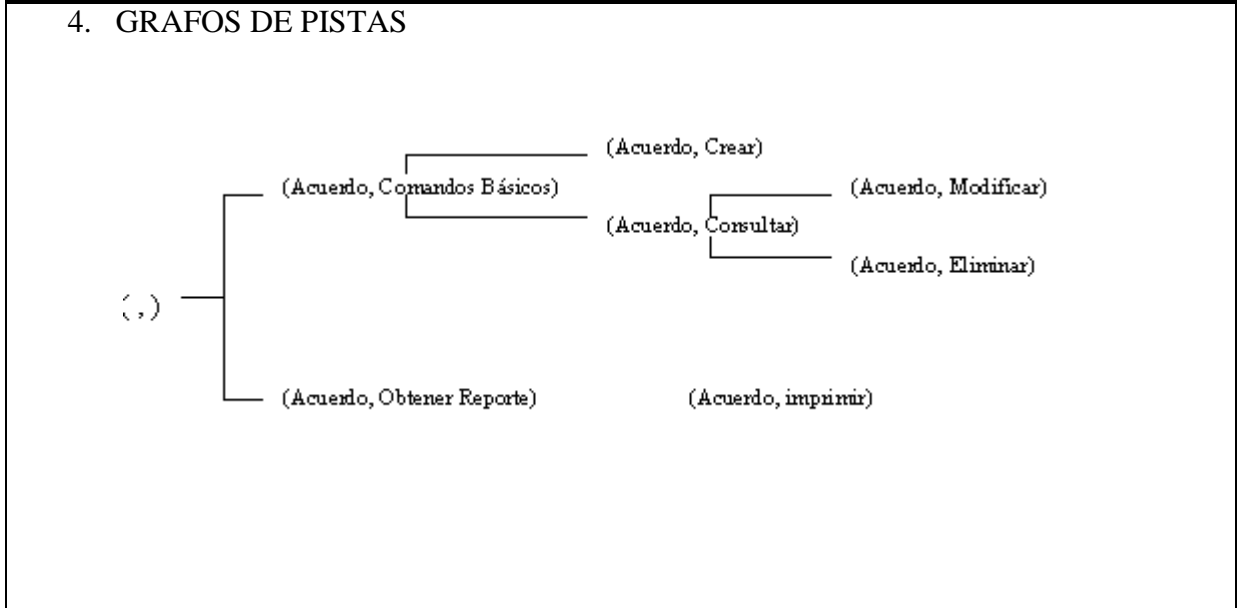 4. GRAFOS DE PISTAS
(Acuerdo, Crear)
(Acuerdo, Comandos Básicos)
(Acuerdo, Modificar)
(Acuerdo, Consultar)
(Acuerdo, Eliminar)
( , )
(Acuerdo, Obtener Reporte)
(Acuerdo, imprimir)